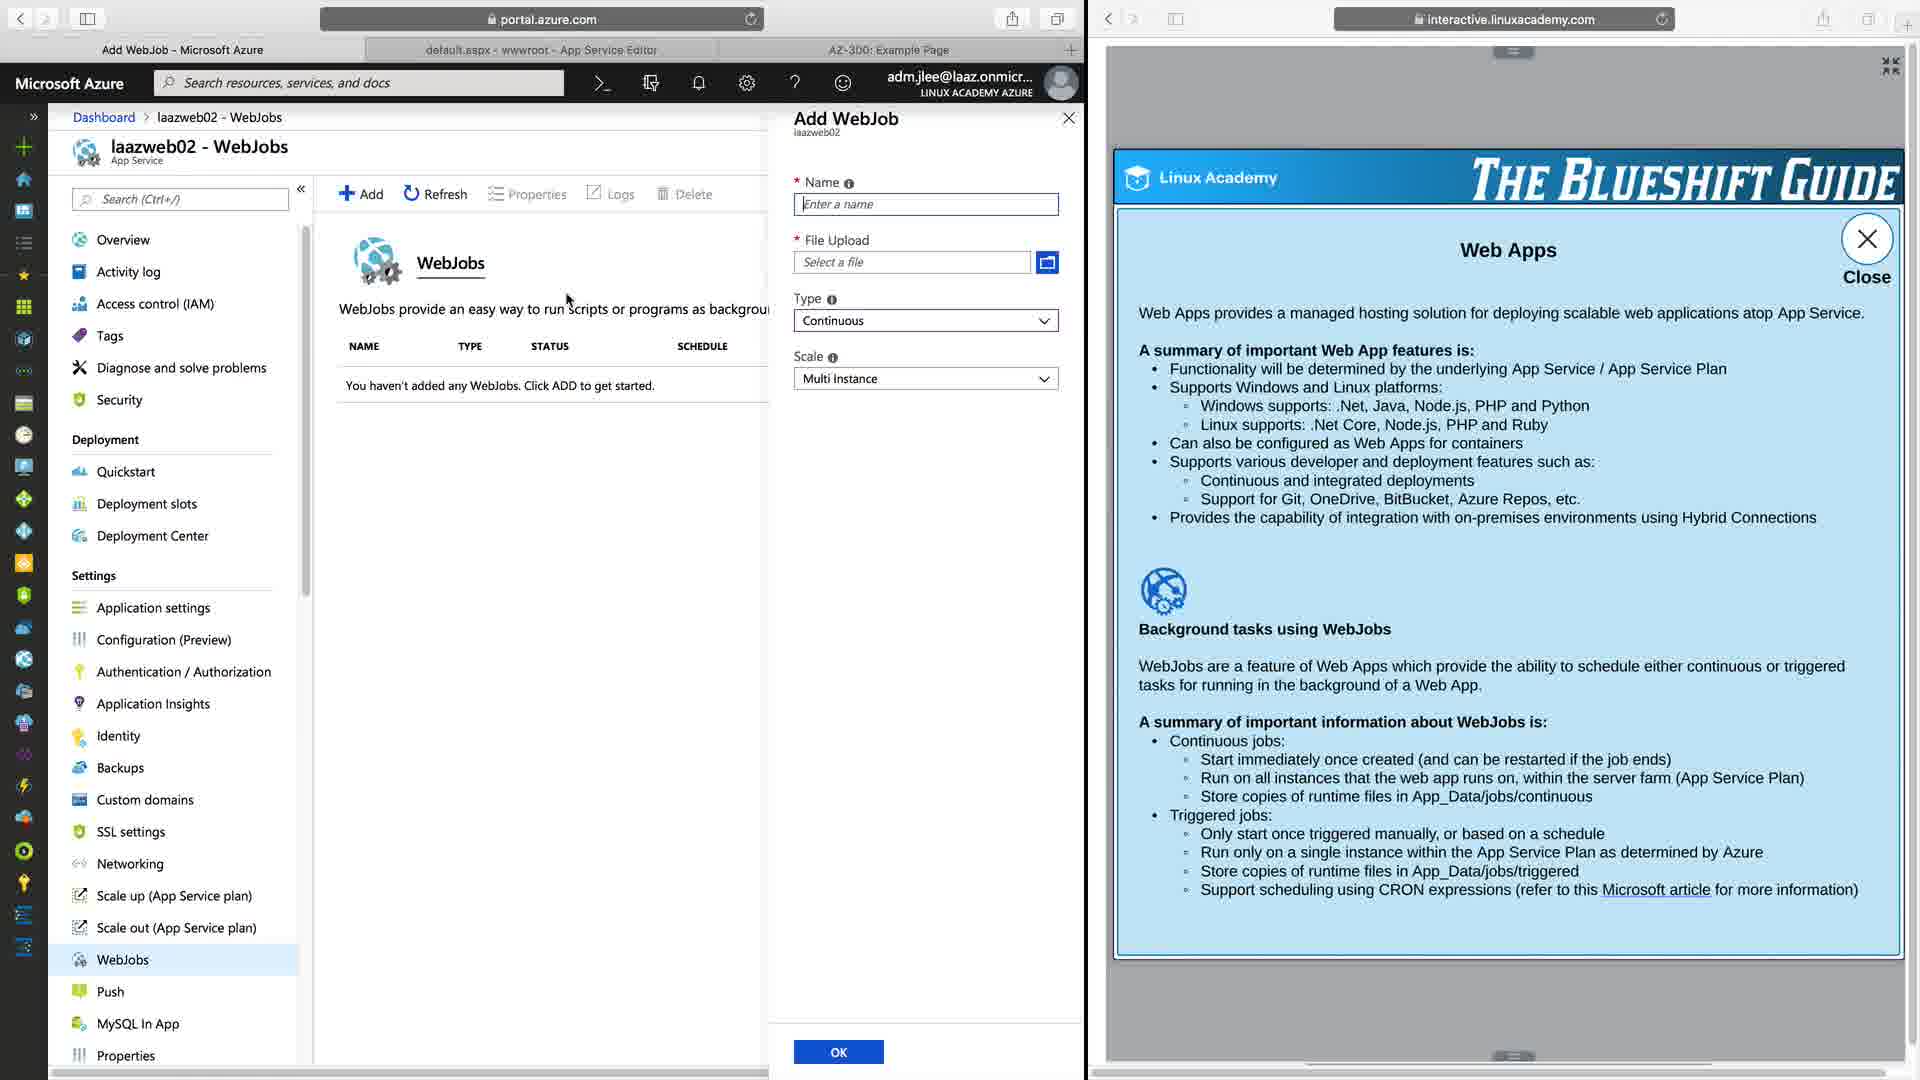 portal.azure.com
Add WebJob - Microsoft Azure
default.aspx - wwwroot - App Service Editor
AZ-300: Example Page
Microsoft Azure
Search resources, services, and docs
adm.jlee@laaz.onmicr...
LINUX ACADEMY AZURE
Dashboard > laazweb02 - WebJobs
laazweb02 - WebJobs
App Service
Search (Ctrl+/)
Overview
Activity log
Access control (IAM)
Tags
Diagnose and solve problems
Security
Deployment
Quickstart
Deployment slots
Deployment Center
Settings
Application settings
Configuration (Preview)
Authentication / Authorization
Application Insights
Identity
Backups
Custom domains
SSL settings
Networking
Scale up (App Service plan)
Scale out (App Service plan)
WebJobs
Push
MySQL In App
Properties
Add Refresh Properties Logs Delete
WebJobs
WebJobs provide an easy way to run scripts or programs as backgrou
NAME TYPE STATUS SCHEDULE
You haven't added any WebJobs. Click ADD to get started.
Add WebJob
laazweb02
* Name
Enter a name
* File Upload
Select a file
Type
Continuous
Scale
Multi Instance
OK
interactive.linuxacademy.com
Linux Academy
THE BLUESHIFT GUIDE
Web Apps
Close
Web Apps provides a managed hosting solution for deploying scalable web applications atop App Service.
A summary of important Web App features is:
• Functionality will be determined by the underlying App Service / App Service Plan
• Supports Windows and Linux platforms:
◦ Windows supports: .Net, Java, Node.js, PHP and Python
◦ Linux supports: .Net Core, Node.js, PHP and Ruby
• Can also be configured as Web Apps for containers
• Supports various developer and deployment features such as:
◦ Continuous and integrated deployments
◦ Support for Git, OneDrive, BitBucket, Azure Repos, etc.
• Provides the capability of integration with on-premises environments using Hybrid Connections
Background tasks using WebJobs
WebJobs are a feature of Web Apps which provide the ability to schedule either continuous or triggered
tasks for running in the background of a Web App.
A summary of important information about WebJobs is:
• Continuous jobs:
◦ Start immediately once created (and can be restarted if the job ends)
◦ Run on all instances that the web app runs on, within the server farm (App Service Plan)
◦ Store copies of runtime files in App_Data/jobs/continuous
• Triggered jobs:
◦ Only start once triggered manually, or based on a schedule
◦ Run only on a single instance within the App Service Plan as determined by Azure
◦ Store copies of runtime files in App_Data/jobs/triggered
◦ Support scheduling using CRON expressions (refer to this Microsoft article for more information)